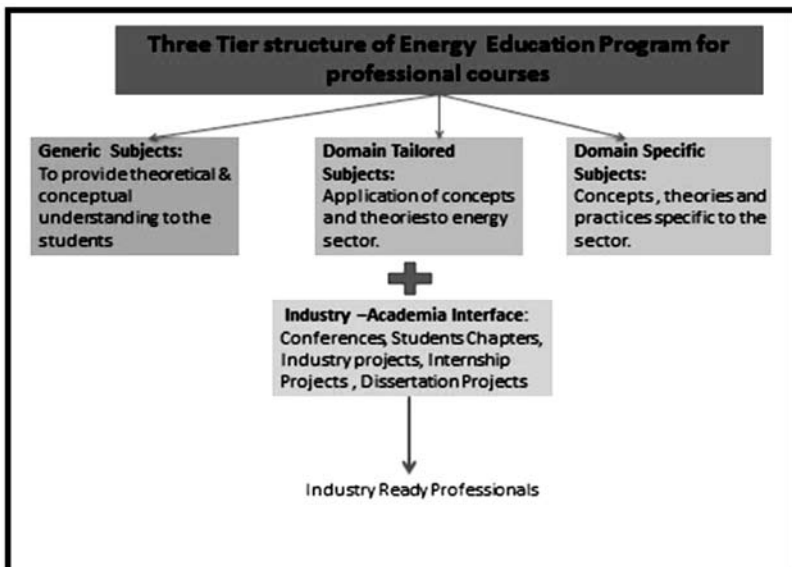 Three Tier structure of Energy Education Program for
professional courses
Generic Subjects:
To provide theoretical &
conceptual
understanding to the
students
Domain Tailored
Subjects:
Application of concepts
and theoriesto energy
sector.
Domain Specific
Subjects:
Concepts , theories and
practices specific to the
sector.
Industry –Academia Interface:
Conferences, Students Chapters,
Industry projects, Internship
Projects , Dissertation Projects
Industry Ready Professionals